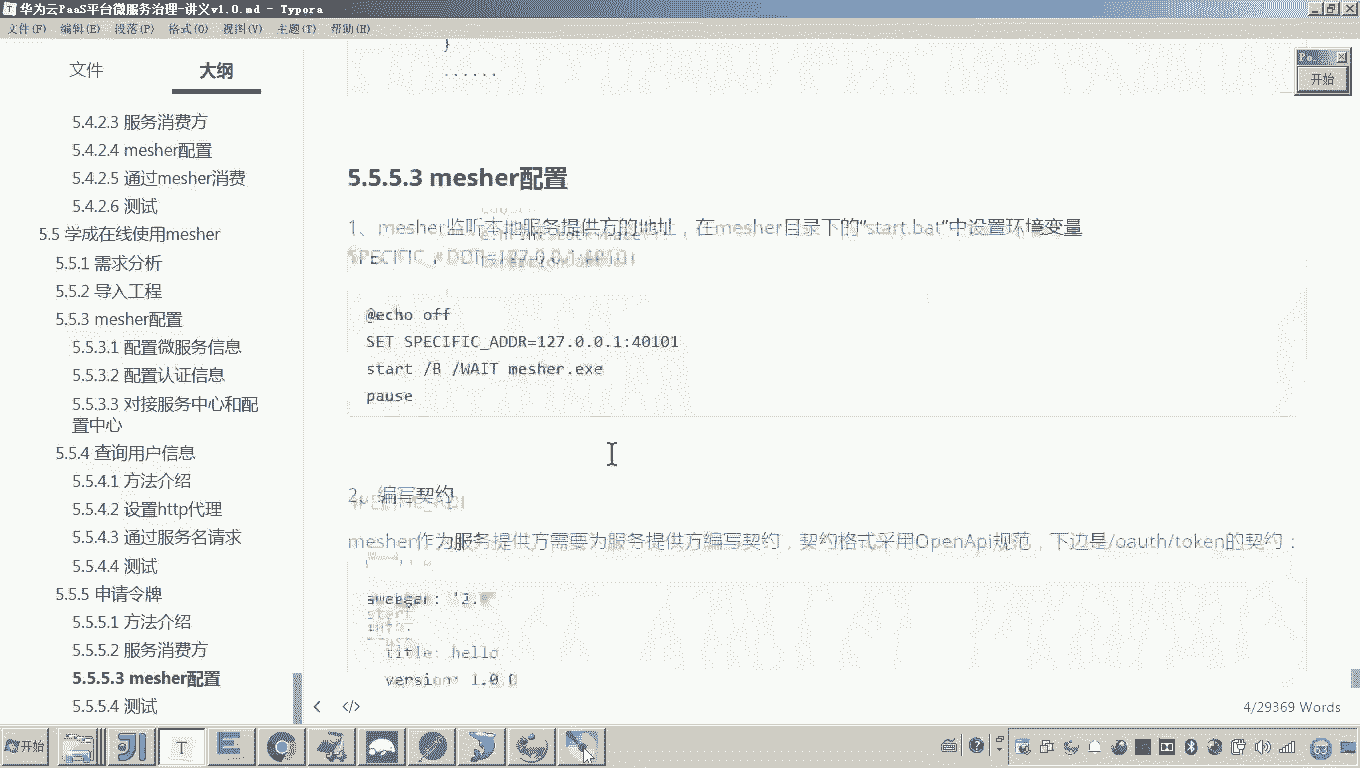 华为云PaaS平台微服务治理-讲义v1.0.md - Typora
文件(F) 编辑(E) 段落(P) 格式(O) 视图(V) 主题(T) 帮助(H)
文件 大纲
5.4.2.3 服务消费方
5.4.2.4 mesher配置
5.4.2.5 通过mesher消费
5.4.2.6 测试
5.5 学成在线使用mesher
5.5.1 需求分析
5.5.2 导入工程
5.5.3 mesher配置
5.5.3.1 配置微服务信息
5.5.3.2 配置认证信息
5.5.3.3 对接服务中心和配
置中心
5.5.4 查询用户信息
5.5.4.1 方法介绍
5.5.4.2 设置http代理
5.5.4.3 通过服务名请求
5.5.4.4 测试
5.5.5 申请令牌
5.5.5.1 方法介绍
5.5.5.2 服务消费方
5.5.5.3 mesher配置
5.5.5.4 测试
}
......
5.5.5.3 mesher配置
1、mesher监听本地服务提供方的地址，在mesher目录下的“start.bat”中设置环境变量
@echo off
SET SPECIFIC_ADDR=127.0.0.1:40101
start /B /WAIT mesher.exe
pause
2、编写契约
mesher作为服务提供方需要为服务提供方编写契约，契约格式采用OpenApi规范，下边是/oauth/token的契约：
title: hello
version: 1.0.0
4/29369 Words
开始
开始